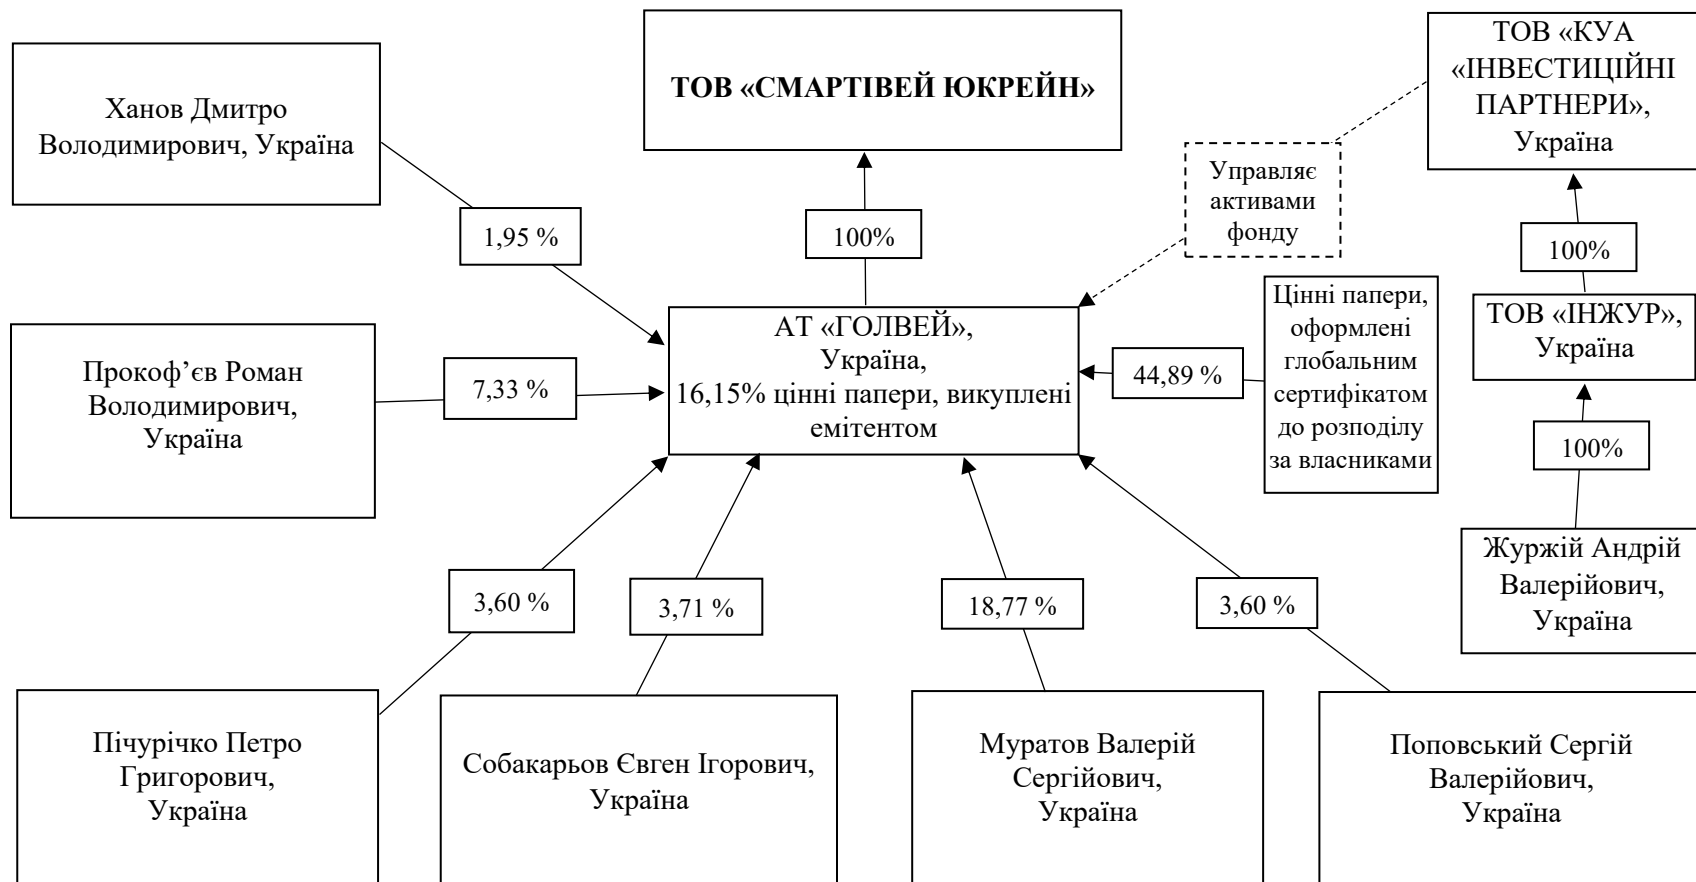 Ханов Дмитро
Володимирович, Україна
ТОВ «СМАРТІВЕЙ ЮКРЕЙН»
ТОВ «КУА
«ІНВЕСТИЦІЙНІ
ПАРТНЕРИ»,
Україна
Управляє
активами
фонду
1,95 %
100%
100%
Прокоф’єв Роман
Володимирович,
Україна
7,33 %
АТ «ГОЛВЕЙ»,
Україна,
16,15% цінні папери, викуплені
емітентом
44,89 %
Цінні папери,
оформлені
глобальним
сертифікатом
до розподілу
за власниками
ТОВ «ІНЖУР»,
Україна
100%
Журжій Андрій
Валерійович,
Україна
3,60 %
3,71 %
18,77 %
3,60 %
Пічурічко Петро
Григорович,
Україна
Собакарьов Євген Ігорович,
Україна
Муратов Валерій
Сергійович,
Україна
Поповський Сергій
Валерійович,
Україна